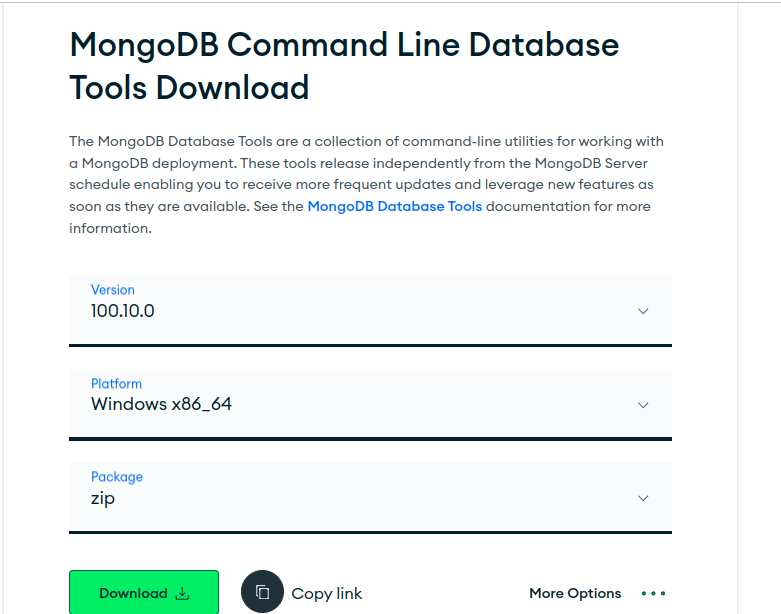 MongoDB Command Line Database
Tools Download
The MongoDB Database Tools are a collection of command-line utilities for working with
a MongoDB deployment. These tools release independently from the MongoDB Server
schedule enabling you to receive more frequent updates and leverage new features as
soon as they are available. See the MongoDB Database Tools documentation for more
information.
Version
100.10.0
Platform
Windows x86_64
Package
zip
Download
Copy link
More Options